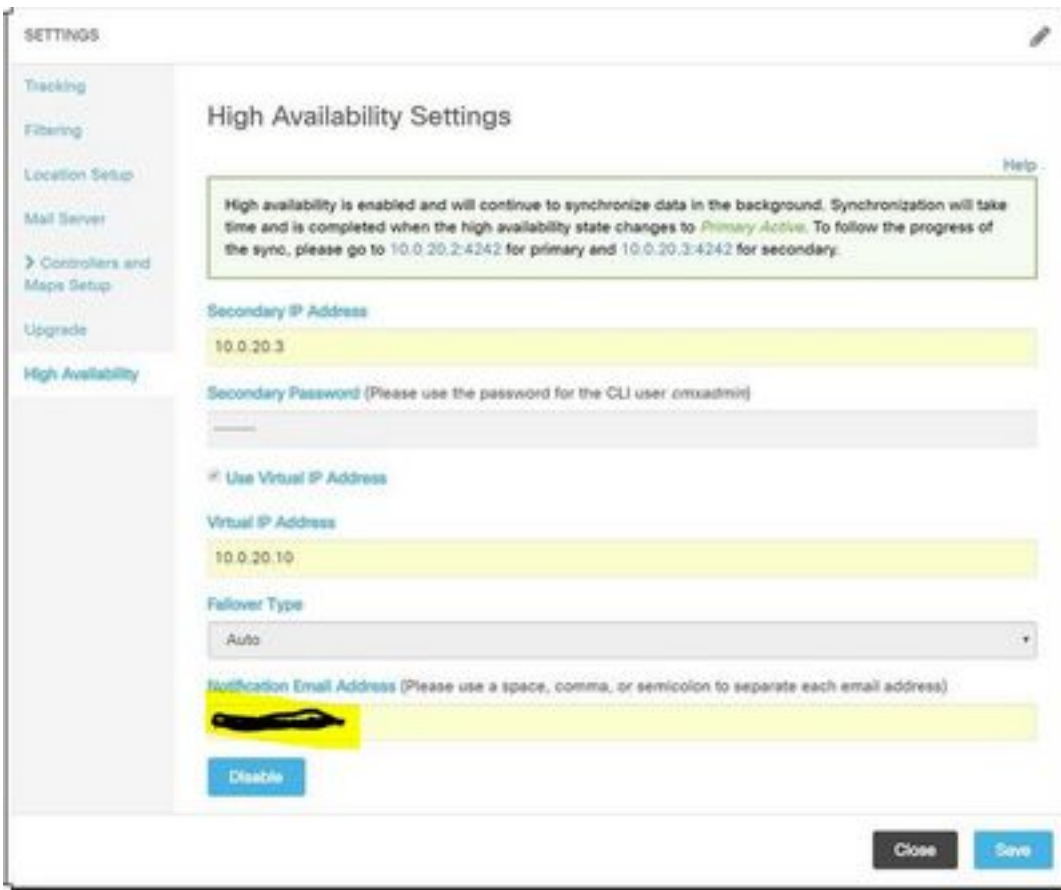 SETTINGS
Tracking
Filtering
Location Setup
Mail Server
> Controllers and
Maps Setup
Upgrade
High Availability
High Availability Settings
Help
High availability is enabled and will continue to synchronize data in the background. Synchronization will take
time and is completed when the high availability state changes to Primary Active. To follow the progress of
the sync, please go to 10.0.20.2:4242 for primary and 10.0.20.3:4242 for secondary.
Secondary IP Address
10.0.20.3
Secondary Password (Please use the password for the CLI user cmxadmin)
Use Virtual IP Address
Virtual IP Address
10.0.20.10
Failover Type
Auto
Notification Email Address (Please use a space, comma, or semicolon to separate each email address)
Disable
Close
Save